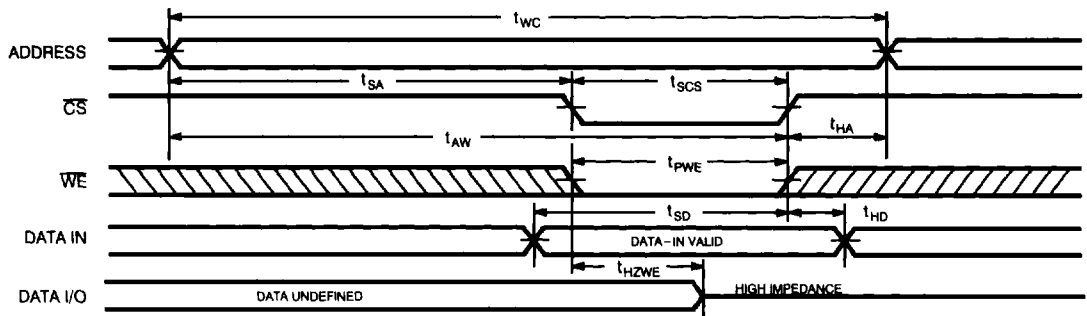 tWC
ADDRESS
tSA
tSCS
CS
tAW
tHA
WE
tPWE
tSD
tHD
DATA IN
DATA-IN VALID
tHZWE
DATA I/O
DATA UNDEFINED
HIGH IMPEDANCE